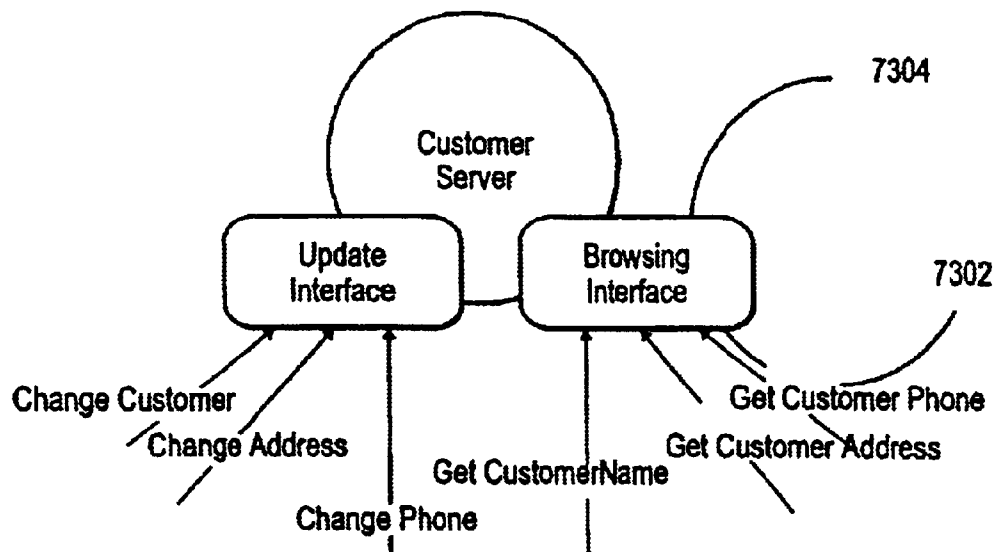 7304
Customer
Server
Update
Interface
Browsing
Interface
7302
Change Customer
Get Customer Phone
Change Address
Get Customer Address
Get CustomerName
Change Phone